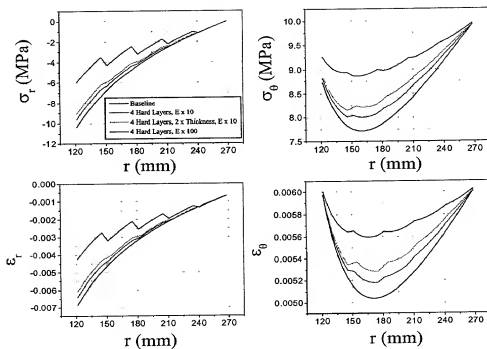 0
-2
-4
-6
-8
-10
-12
σr (MPa)
Baseline
4 Hard Layers, E x 10
4 Hard Layers, 2 x Thickness, E x 10
4 Hard Layers, E x 100
90 120 150 180 210 240 270
r (mm)
10.0
9.5
9.0
8.5
8.0
7.5
σθ (MPa)
120 150 180 210 240 270
r (mm)
0.000
-0.001
-0.002
-0.003
-0.004
-0.005
-0.006
-0.007
εr
90 120 150 180 210 240 270
r (mm)
0.0060
0.0058
0.0056
0.0054
0.0052
0.0050
εθ
120 150 180 210 240 270
r (mm)